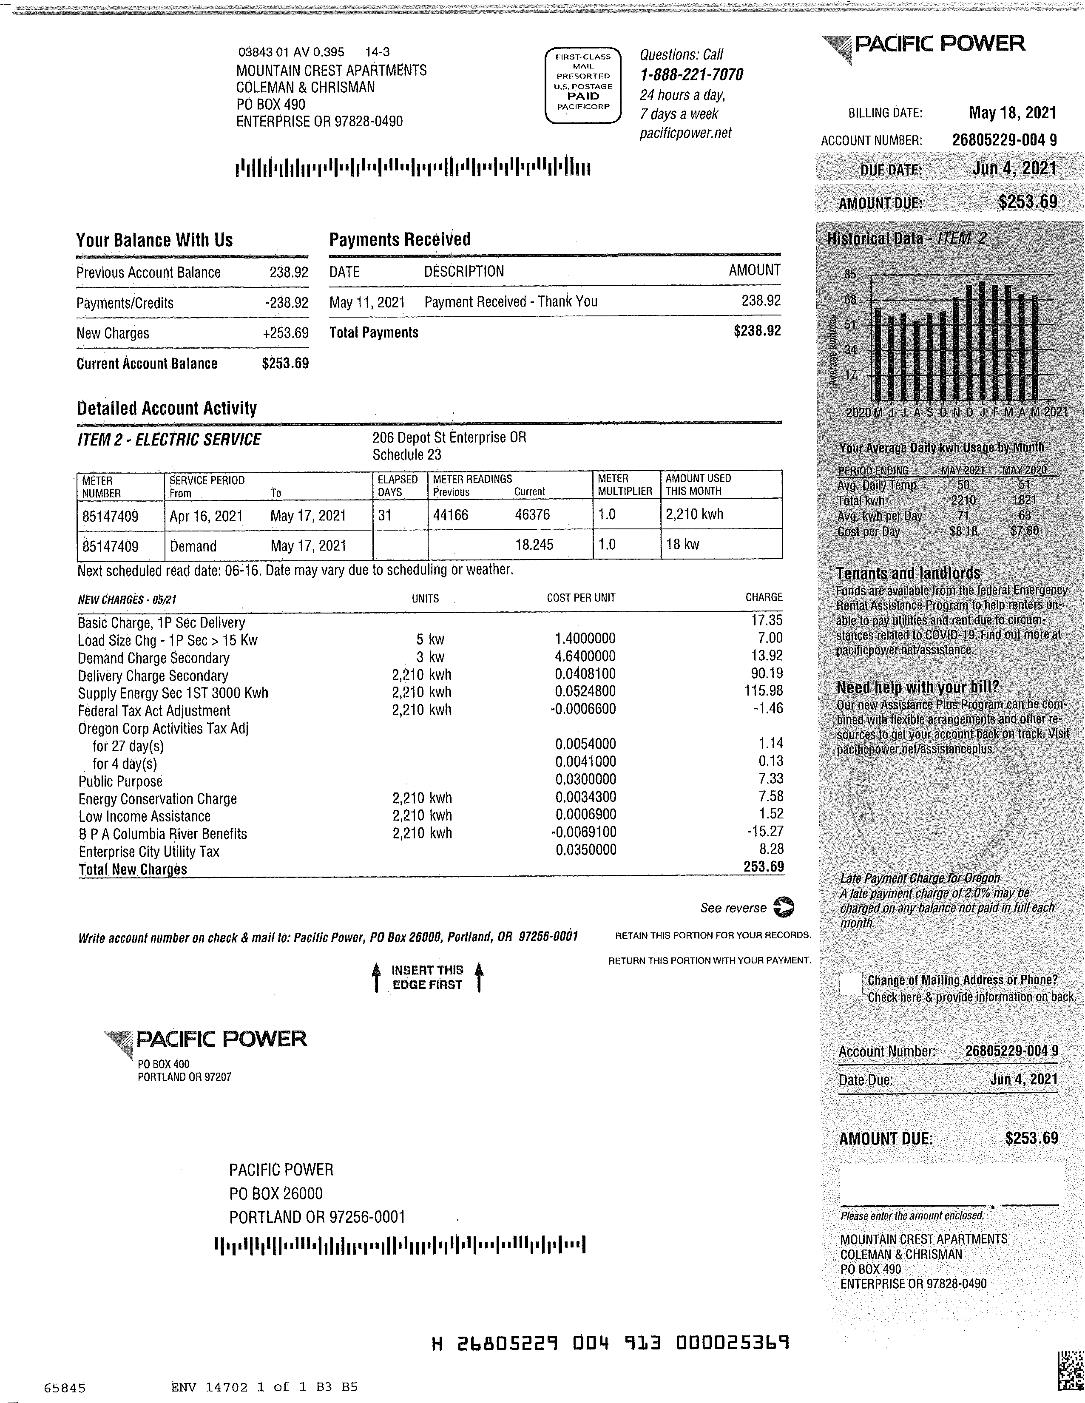 03843 01 AV 0.395 14-3
MOUNTAIN CREST APARTMENTS
COLEMAN & CHRISMAN
PO BOX 490
ENTERPRISE OR 97828-0490
FIRST-CLASS
MAIL
PRESORTED
U.S. POSTAGE
PAID
PACIFICORP
Questions: Call
1-888-221-7070
24 hours a day,
7 days a week
pacificpower.net
PACIFIC POWER
BILLING DATE: May 18, 2021
ACCOUNT NUMBER: 26805229-004 9
DUE DATE: Jun 4, 2021
AMOUNT DUE: $253.69
Your Balance With Us
Previous Account Balance 238.92
Payments/Credits -238.92
New Charges +253.69
Current Account Balance $253.69
Payments Received
DATE DESCRIPTION AMOUNT
May 11, 2021 Payment Received - Thank You 238.92
Total Payments $238.92
Historical Data - ITEM 2
85
68
51
34
17
2020 M J J A S O N D J F M A M 2021
Your Average Daily kwh Usage by Month
PERIOD ENDING MAY 2021 MAY 2020
Avg. Daily Temp. 50 51
Total kwh 2210 1821
Avg. kwh per Day 71 63
Cost per Day $8.18
Detailed Account Activity
ITEM 2 - ELECTRIC SERVICE 206 Depot St Enterprise OR
Schedule 23
METER NUMBER SERVICE PERIOD From To ELAPSED DAYS METER READINGS Previous Current METER MULTIPLIER AMOUNT USED THIS MONTH
85147409 Apr 16, 2021 May 17, 2021 31 44166 46376 1.0 2,210 kwh
85147409 Demand May 17, 2021 18.245 1.0 18 kw
Next scheduled read date: 06-16. Date may vary due to scheduling or weather.
NEW CHARGES - 05/21 UNITS COST PER UNIT CHARGE
Basic Charge, 1P Sec Delivery 17.35
Load Size Chg - 1P Sec > 15 Kw 5 kw 1.4000000 7.00
Demand Charge Secondary 3 kw 4.6400000 13.92
Delivery Charge Secondary 2,210 kwh 0.0408100 90.19
Supply Energy Sec 1ST 3000 Kwh 2,210 kwh 0.0524800 115.98
Federal Tax Act Adjustment 2,210 kwh -0.0006600 -1.46
Oregon Corp Activities Tax Adj
for 27 day(s) 0.0054000 1.14
for 4 day(s) 0.0041000 0.13
Public Purpose 0.0300000 7.33
Energy Conservation Charge 2,210 kwh 0.0034300 7.58
Low Income Assistance 2,210 kwh 0.0006900 1.52
B P A Columbia River Benefits 2,210 kwh -0.0069100 -15.27
Enterprise City Utility Tax 0.0350000 8.28
Total New Charges 253.69
Tenants and landlords
Funds are available from the federal Emergency
Rental Assistance Program to help renters un-
able to pay utilities and rent due to circum-
stances related to COVID-19. Find out more at
pacificpower.net/assistance.
Need help with your bill?
Our new Assistance Plus Program can be com-
bined with flexible arrangements and other re-
sources to get your account back on track. Visit
pacificpower.net/assistanceplus.
Late Payment Charge for Oregon
A late payment charge of 2.0% may be
charged on any balance not paid in full each
month.
See reverse
Write account number on check & mail to: Pacific Power, PO Box 26000, Portland, OR 97256-0001
RETAIN THIS PORTION FOR YOUR RECORDS.
RETURN THIS PORTION WITH YOUR PAYMENT.
INSERT THIS
EDGE FIRST
Change of Mailing Address or Phone?
Check here & provide information on back.
PACIFIC POWER
PO BOX 400
PORTLAND OR 97207
Account Number: 26805229-004 9
Date Due: Jun 4, 2021
AMOUNT DUE: $253.69
Please enter the amount enclosed.
PACIFIC POWER
PO BOX 26000
PORTLAND OR 97256-0001
MOUNTAIN CREST APARTMENTS
COLEMAN & CHRISMAN
PO BOX 490
ENTERPRISE OR 97828-0490
H 26805229 004 913 000025369
65845 ENV 14702 1 of 1 B3 B5